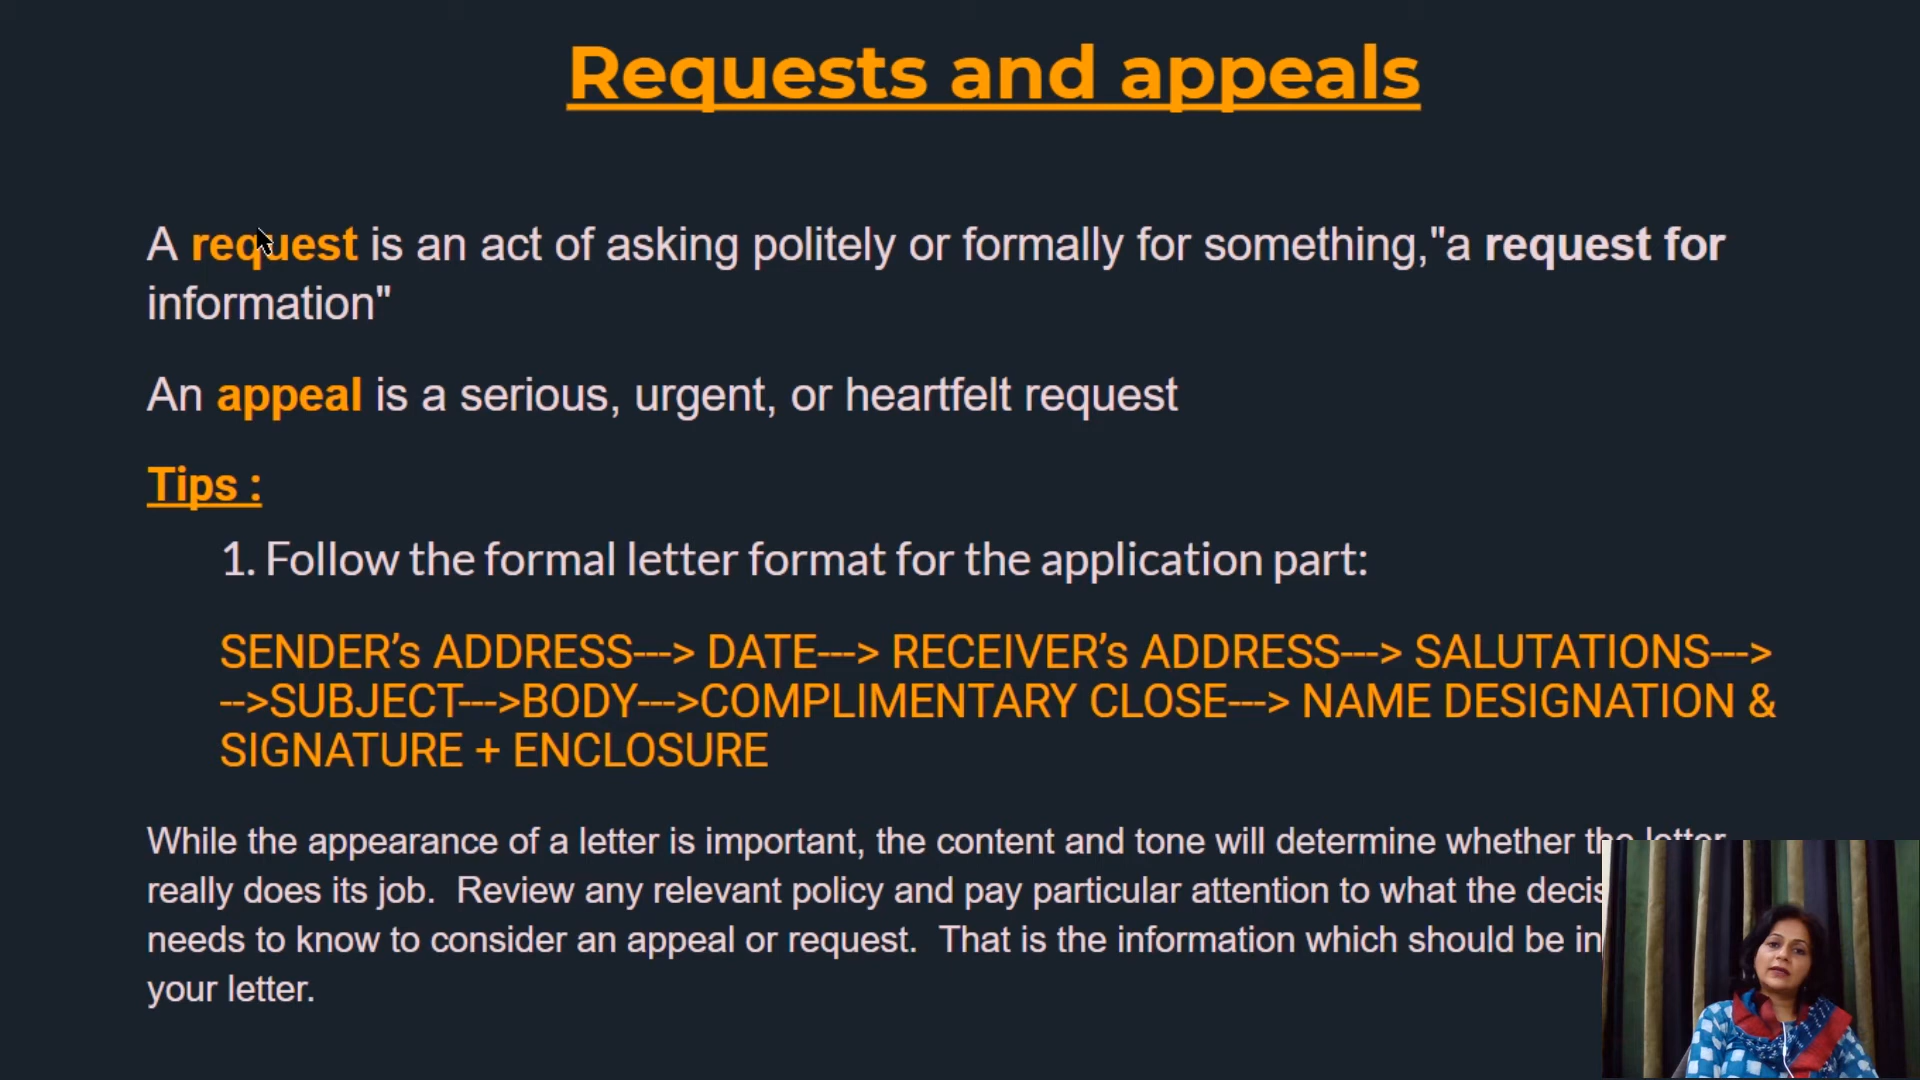 Requests and appeals
A request is an act of asking politely or formally for something,"a request for
information"
An appeal is a serious, urgent, or heartfelt request
Tips :
1. Follow the formal letter format for the application part:
SENDER’s ADDRESS---> DATE---> RECEIVER’s ADDRESS---> SALUTATIONS--->
-->SUBJECT--->BODY--->COMPLIMENTARY CLOSE---> NAME DESIGNATION &
SIGNATURE + ENCLOSURE
While the appearance of a letter is important, the content and tone will determine whether the letter
really does its job.  Review any relevant policy and pay particular attention to what the
needs to know to consider an appeal or request.  That is the information which should be
your letter.